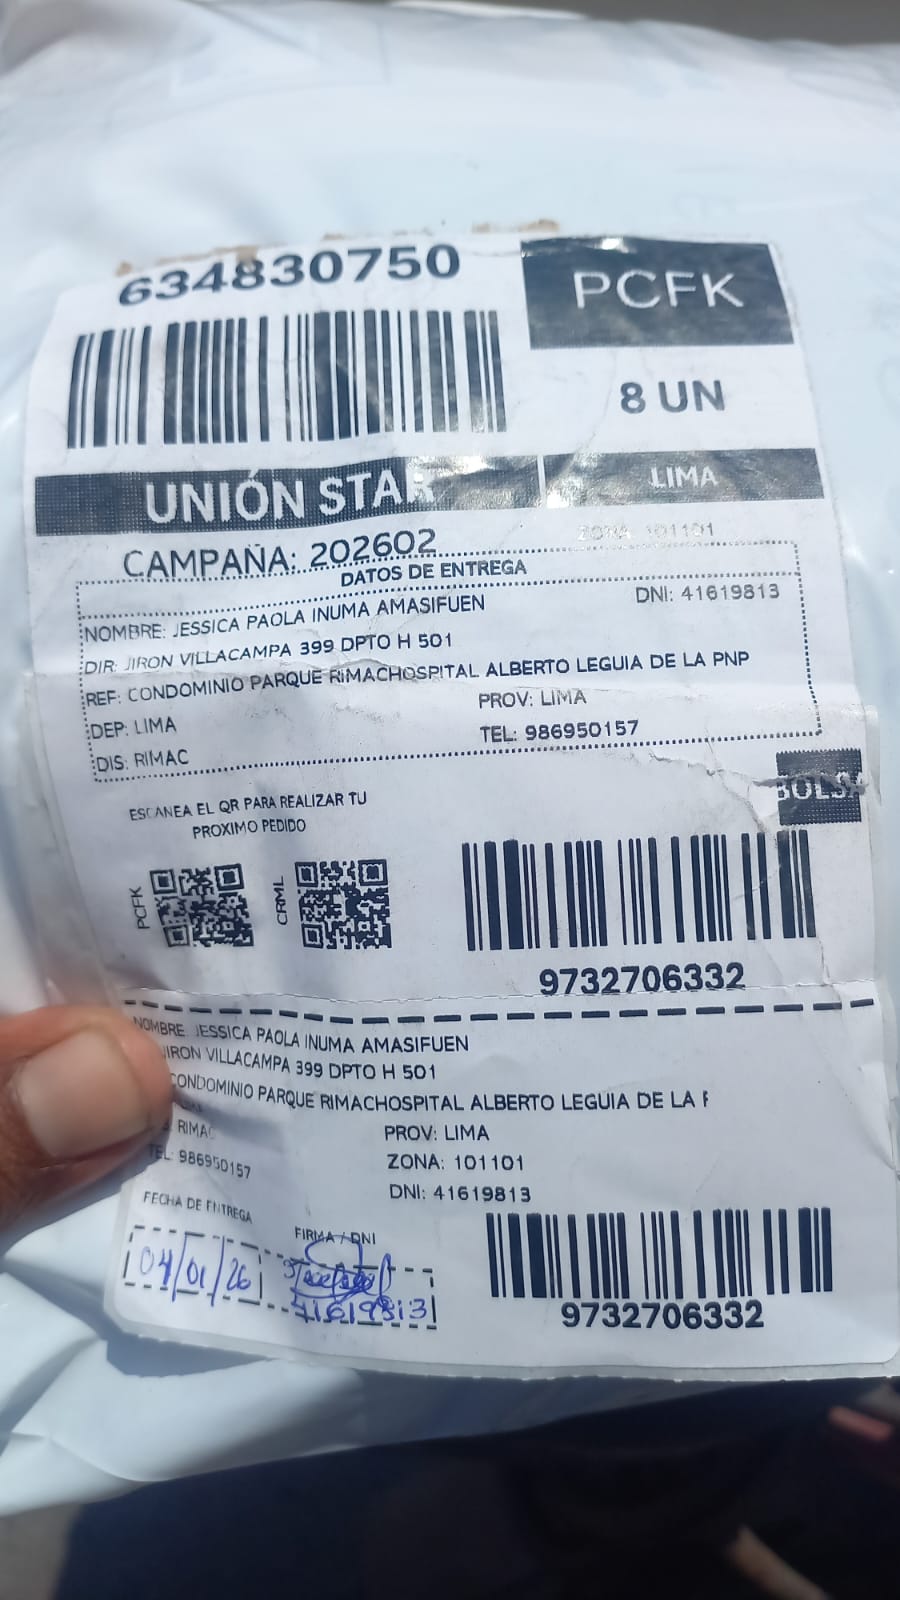 634830750
PCFK
8 UN
UNIÓN STAR
LIMA
CAMPAÑA: 202602
ZONA 101101
DATOS DE ENTREGA
NOMBRE: JESSICA PAOLA INUMA AMASIFUEN
DNI: 41619813
DIR: JIRON VILLACAMPA 399 DPTO H 501
REF: CONDOMINIO PARQUE RIMACHOSPITAL ALBERTO LEGUIA DE LA PNP
DEP: LIMA
PROV: LIMA
DIS: RIMAC
TEL: 986950157
ESCANEA EL QR PARA REALIZAR TU
PROXIMO PEDIDO
BOLSA
PCFK
CRML
9732706332
NOMBRE: JESSICA PAOLA INUMA AMASIFUEN
JIRON VILLACAMPA 399 DPTO H 501
CONDOMINIO PARQUE RIMACHOSPITAL ALBERTO LEGUIA DE LA P
RIMAC
PROV: LIMA
TEL: 986950157
ZONA: 101101
DNI: 41619813
FECHA DE ENTREGA
FIRMA / DNI
04/01/26
41619813
9732706332